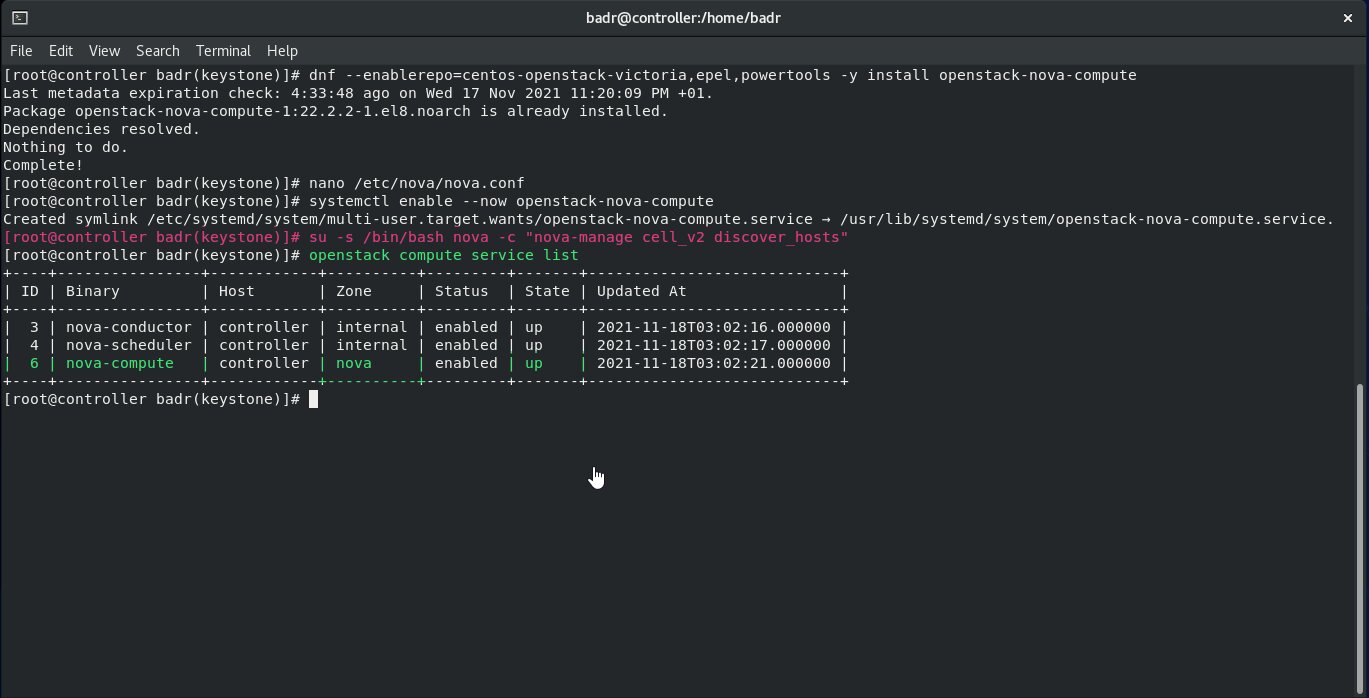 badr@controller:/home/badr
File Edit View Search Terminal Help
[root@controller badr(keystone)]# dnf --enablerepo=centos-openstack-victoria,epel,powertools -y install openstack-nova-compute
Last metadata expiration check: 4:33:48 ago on Wed 17 Nov 2021 11:20:09 PM +01.
Package openstack-nova-compute-1:22.2.2-1.el8.noarch is already installed.
Dependencies resolved.
Nothing to do.
Complete!
[root@controller badr(keystone)]# nano /etc/nova/nova.conf
[root@controller badr(keystone)]# systemctl enable --now openstack-nova-compute
Created symlink /etc/systemd/system/multi-user.target.wants/openstack-nova-compute.service → /usr/lib/systemd/system/openstack-nova-compute.service.
[root@controller badr(keystone)]# su -s /bin/bash nova -c "nova-manage cell_v2 discover_hosts"
[root@controller badr(keystone)]# openstack compute service list
+----+----------------+------------+----------+---------+-------+----------------------------+
| ID | Binary         | Host       | Zone     | Status  | State | Updated At                 |
+----+----------------+------------+----------+---------+-------+----------------------------+
|  3 | nova-conductor | controller | internal | enabled | up    | 2021-11-18T03:02:16.000000 |
|  4 | nova-scheduler | controller | internal | enabled | up    | 2021-11-18T03:02:17.000000 |
|  6 | nova-compute   | controller | nova     | enabled | up    | 2021-11-18T03:02:21.000000 |
+----+----------------+------------+----------+---------+-------+----------------------------+
[root@controller badr(keystone)]#